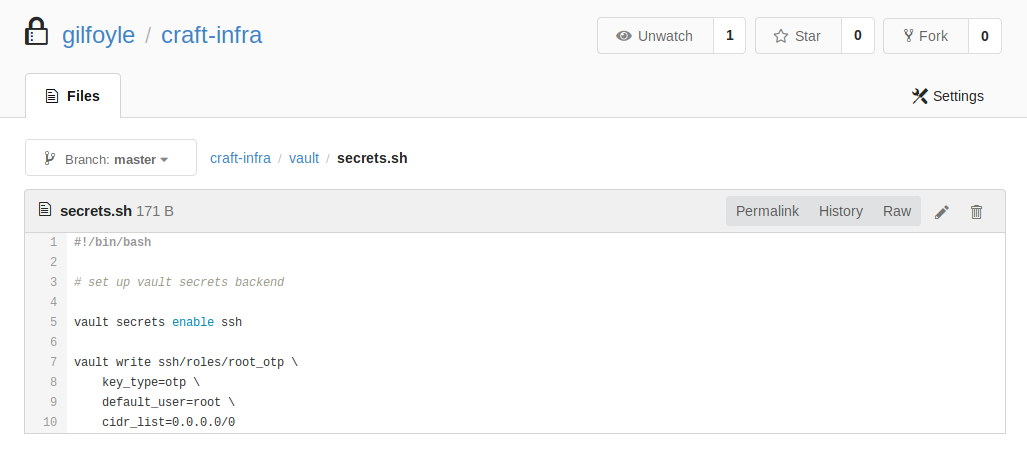 gilfoyle / craft-infra
Unwatch 1 Star 0 Fork 0
Files
Settings
Branch: master craft-infra / vault / secrets.sh
secrets.sh 171 B Permalink History Raw
1 #!/bin/bash
2
3 # set up vault secrets backend
4
5 vault secrets enable ssh
6
7 vault write ssh/roles/root_otp \
8     key_type=otp \
9     default_user=root \
10     cidr_list=0.0.0.0/0